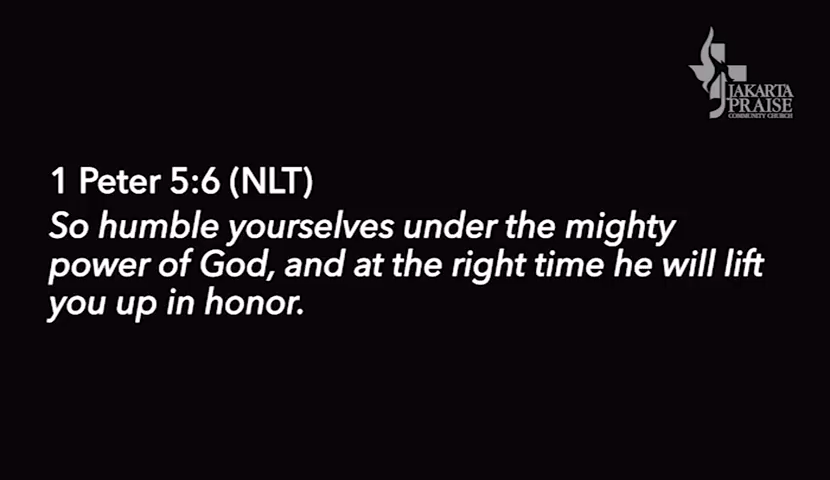 JAKARTA
PRAISE
COMMUNITY CHURCH
1 Peter 5:6 (NLT)
So humble yourselves under the mighty
power of God, and at the right time he will lift
you up in honor.